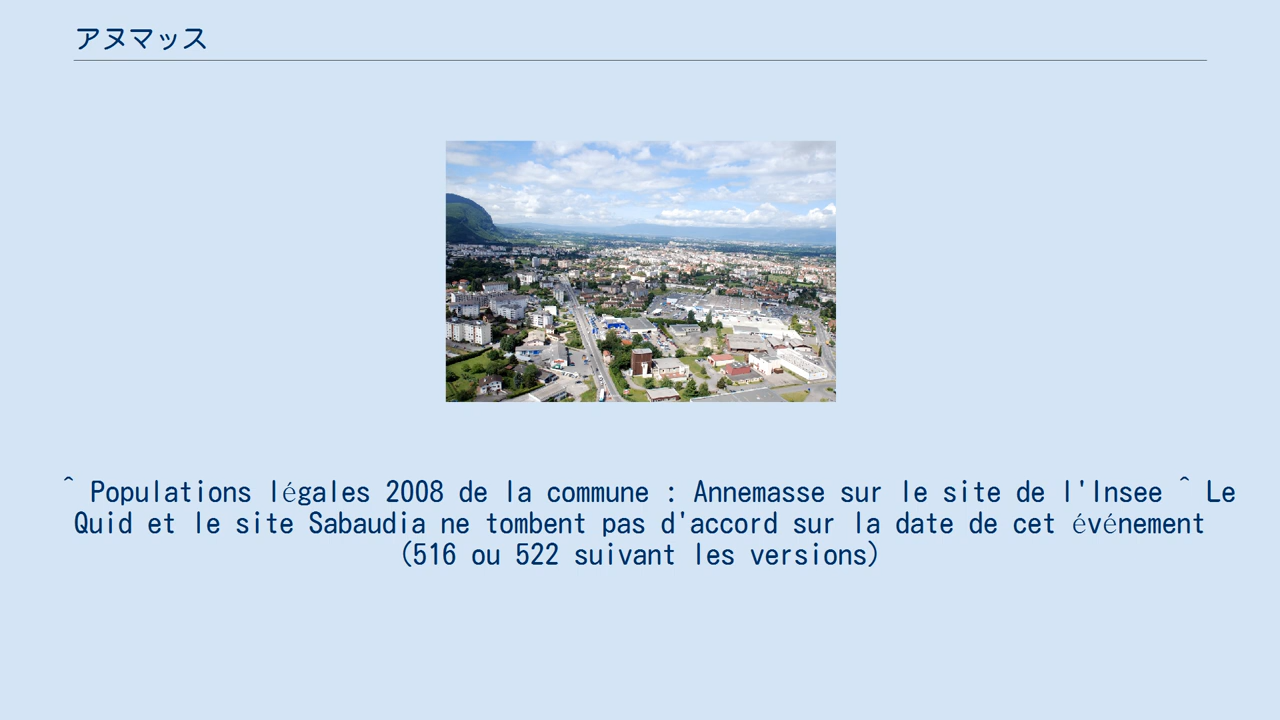 アヌマッス
^ Populations légales 2008 de la commune : Annemasse sur le site de l'Insee ^ Le
Quid et le site Sabaudia ne tombent pas d'accord sur la date de cet événement
(516 ou 522 suivant les versions)